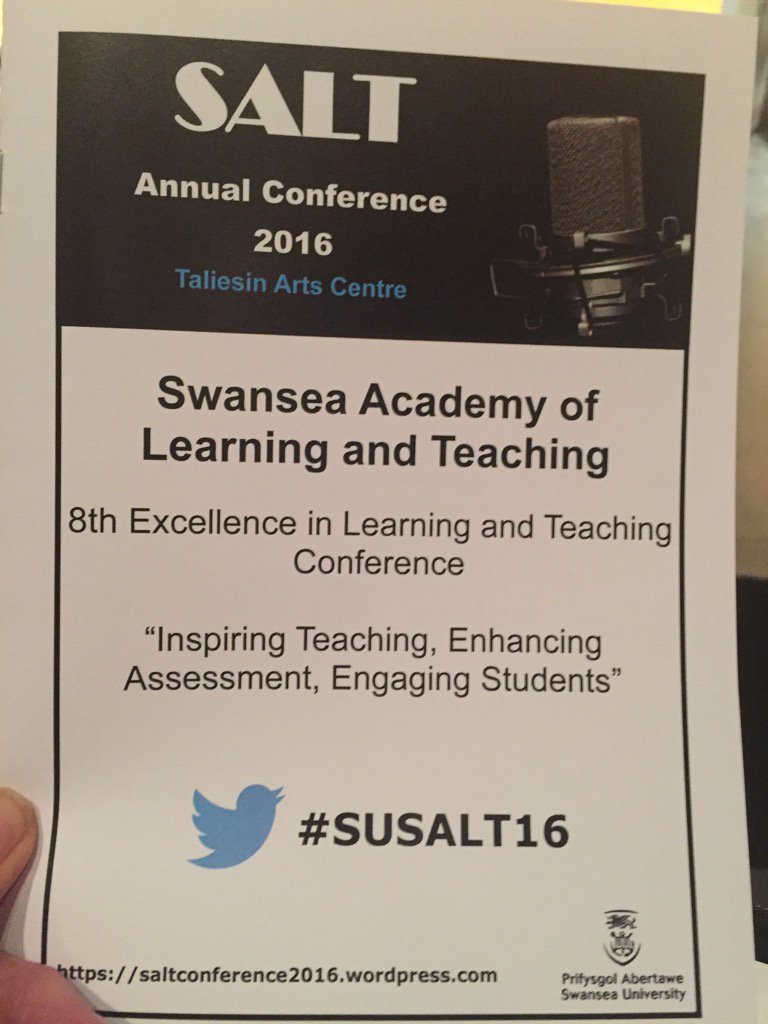 SALT
Annual Conference
2016
Taliesin Arts Centre
Swansea Academy of
Learning and Teaching
8th Excellence in Learning and Teaching
Conference
“Inspiring Teaching, Enhancing
Assessment, Engaging Students”
#SUSALT16
https://saltconference2016.wordpress.com
Prifysgol Abertawe
Swansea University